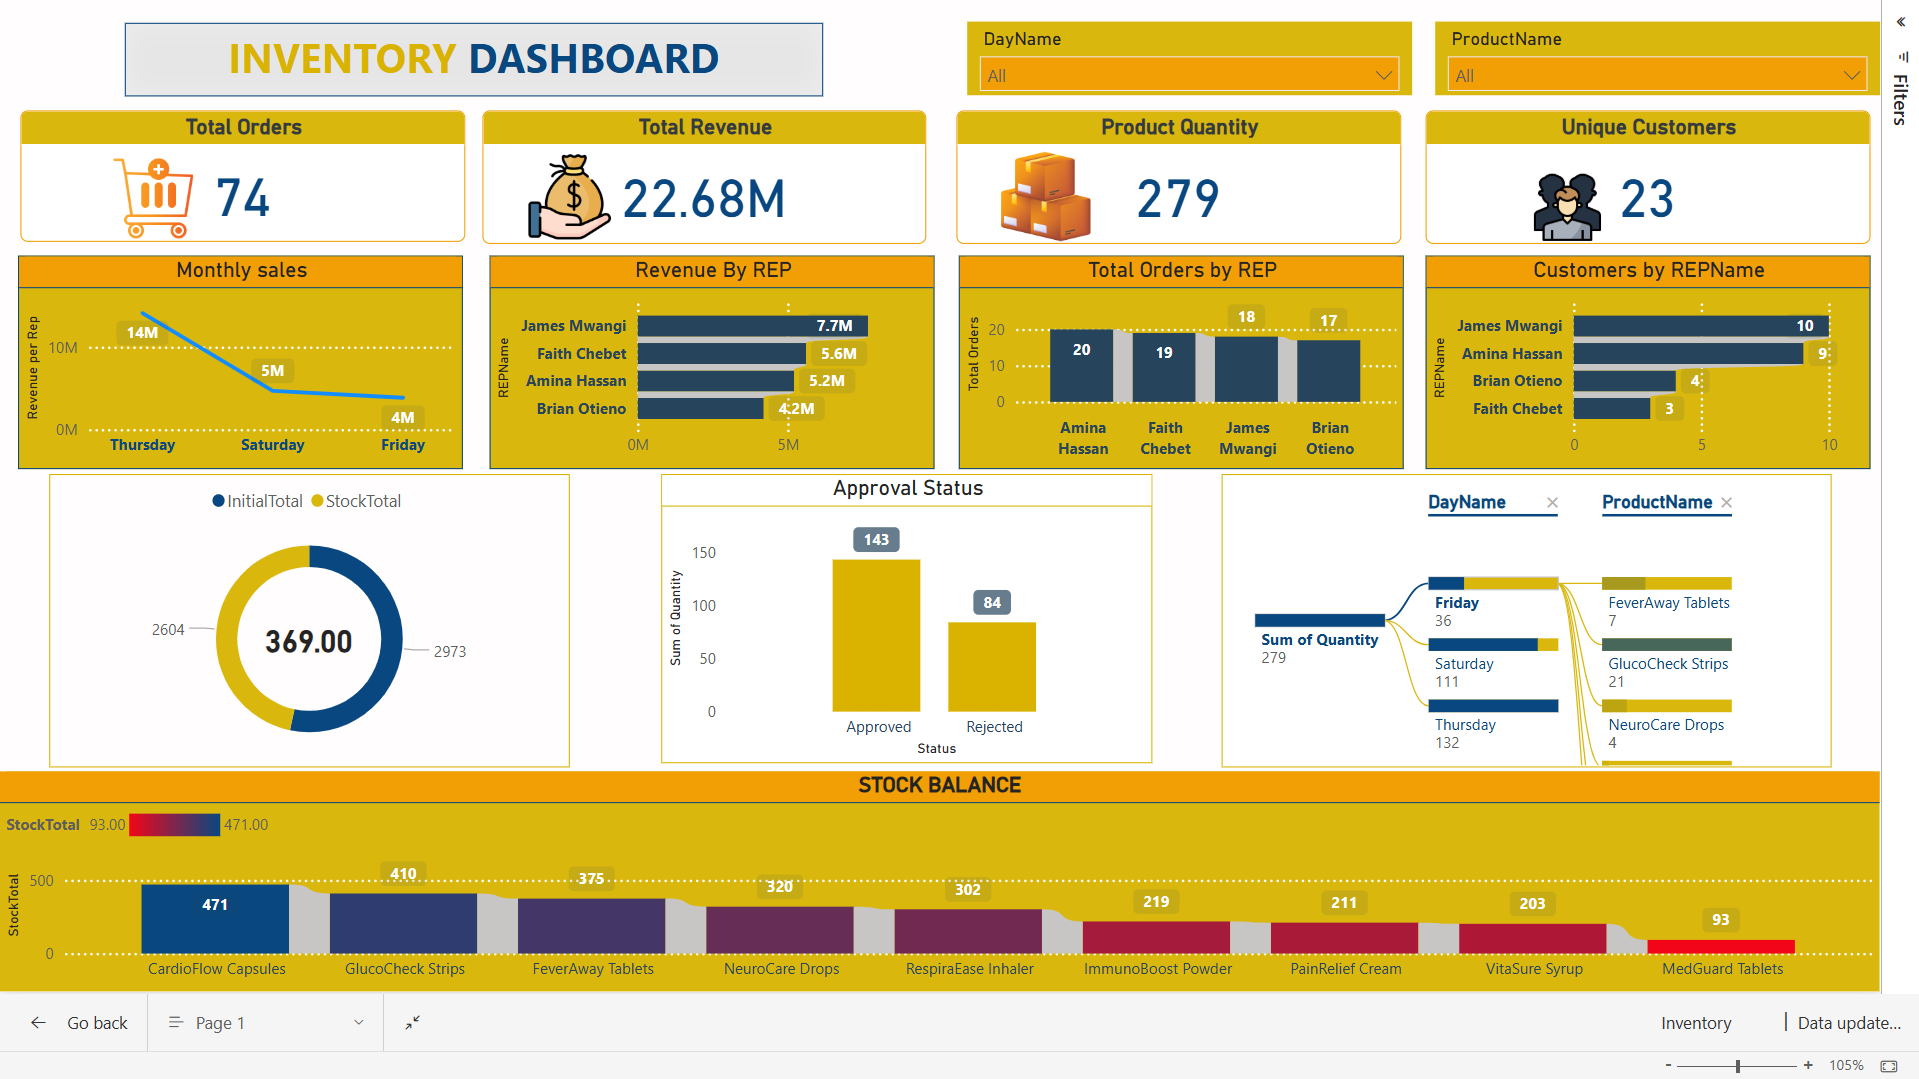 INVENTORY DASHBOARD
DayName
All
ProductName
All
Filters
Total Orders
74
Total Revenue
$
22.68M
Product Quantity
279
Unique Customers
23
Monthly sales
Revenue per Rep
10M
0M
14M
5M
4M
Thursday
Saturday
Friday
Revenue By REP
REPName
James Mwangi
7.7M
Faith Chebet
5.6M
Amina Hassan
5.2M
Brian Otieno
4.2M
0M
5M
Total Orders by REP
Total Orders
20
10
0
20
19
18
17
Amina
Hassan
Faith
Chebet
James
Mwangi
Brian
Otieno
Customers by REPName
REPName
James Mwangi
10
Amina Hassan
9
Brian Otieno
4
Faith Chebet
3
0
5
10
InitialTotal
StockTotal
2604
369.00
2973
Approval Status
Sum of Quantity
150
100
50
0
143
84
Approved
Rejected
Status
DayName
ProductName
Sum of Quantity
279
Friday
36
Saturday
111
Thursday
132
FeverAway Tablets
7
GlucoCheck Strips
21
NeuroCare Drops
4
STOCK BALANCE
StockTotal 93.00 471.00
StockTotal
500
0
471
410
375
320
302
219
211
203
93
CardioFlow Capsules
GlucoCheck Strips
FeverAway Tablets
NeuroCare Drops
RespiraEase Inhaler
ImmunoBoost Powder
PainRelief Cream
VitaSure Syrup
MedGuard Tablets
Go back
Page 1
Inventory
Data update...
- + 105%